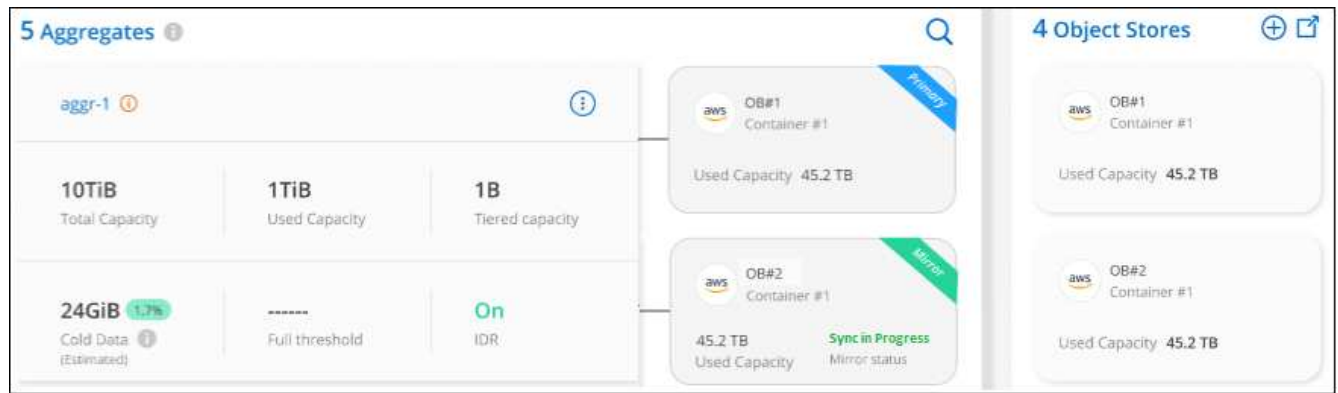 5 Aggregates
aggr-1
10TiB
Total Capacity
1TiB
Used Capacity
1B
Tiered capacity
24GiB 1.7%
Cold Data
(Estimated)
------
Full threshold
On
IDR
aws
OB#1
Container #1
Primary
Used Capacity 45.2 TB
aws
OB#2
Container #1
Mirror
45.2 TB
Used Capacity
Sync in Progress
Mirror status
4 Object Stores
aws
OB#1
Container #1
Used Capacity 45.2 TB
aws
OB#2
Container #1
Used Capacity 45.2 TB